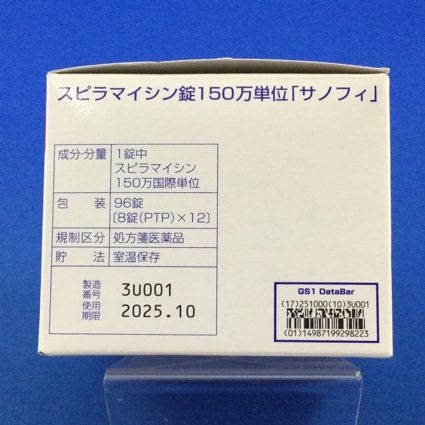 スピラマイシン錠150万単位「サノフィ」
成分・分量 1錠中
スピラマイシン
150万国際単位
包装 96錠
[8錠(PTP)×12]
規制区分 処方箋医薬品
貯法 室温保存
製造番号 3U001
使用期限 2025.10
GS1 DataBar
(17)251000(10)3U001
(01)14987199298223